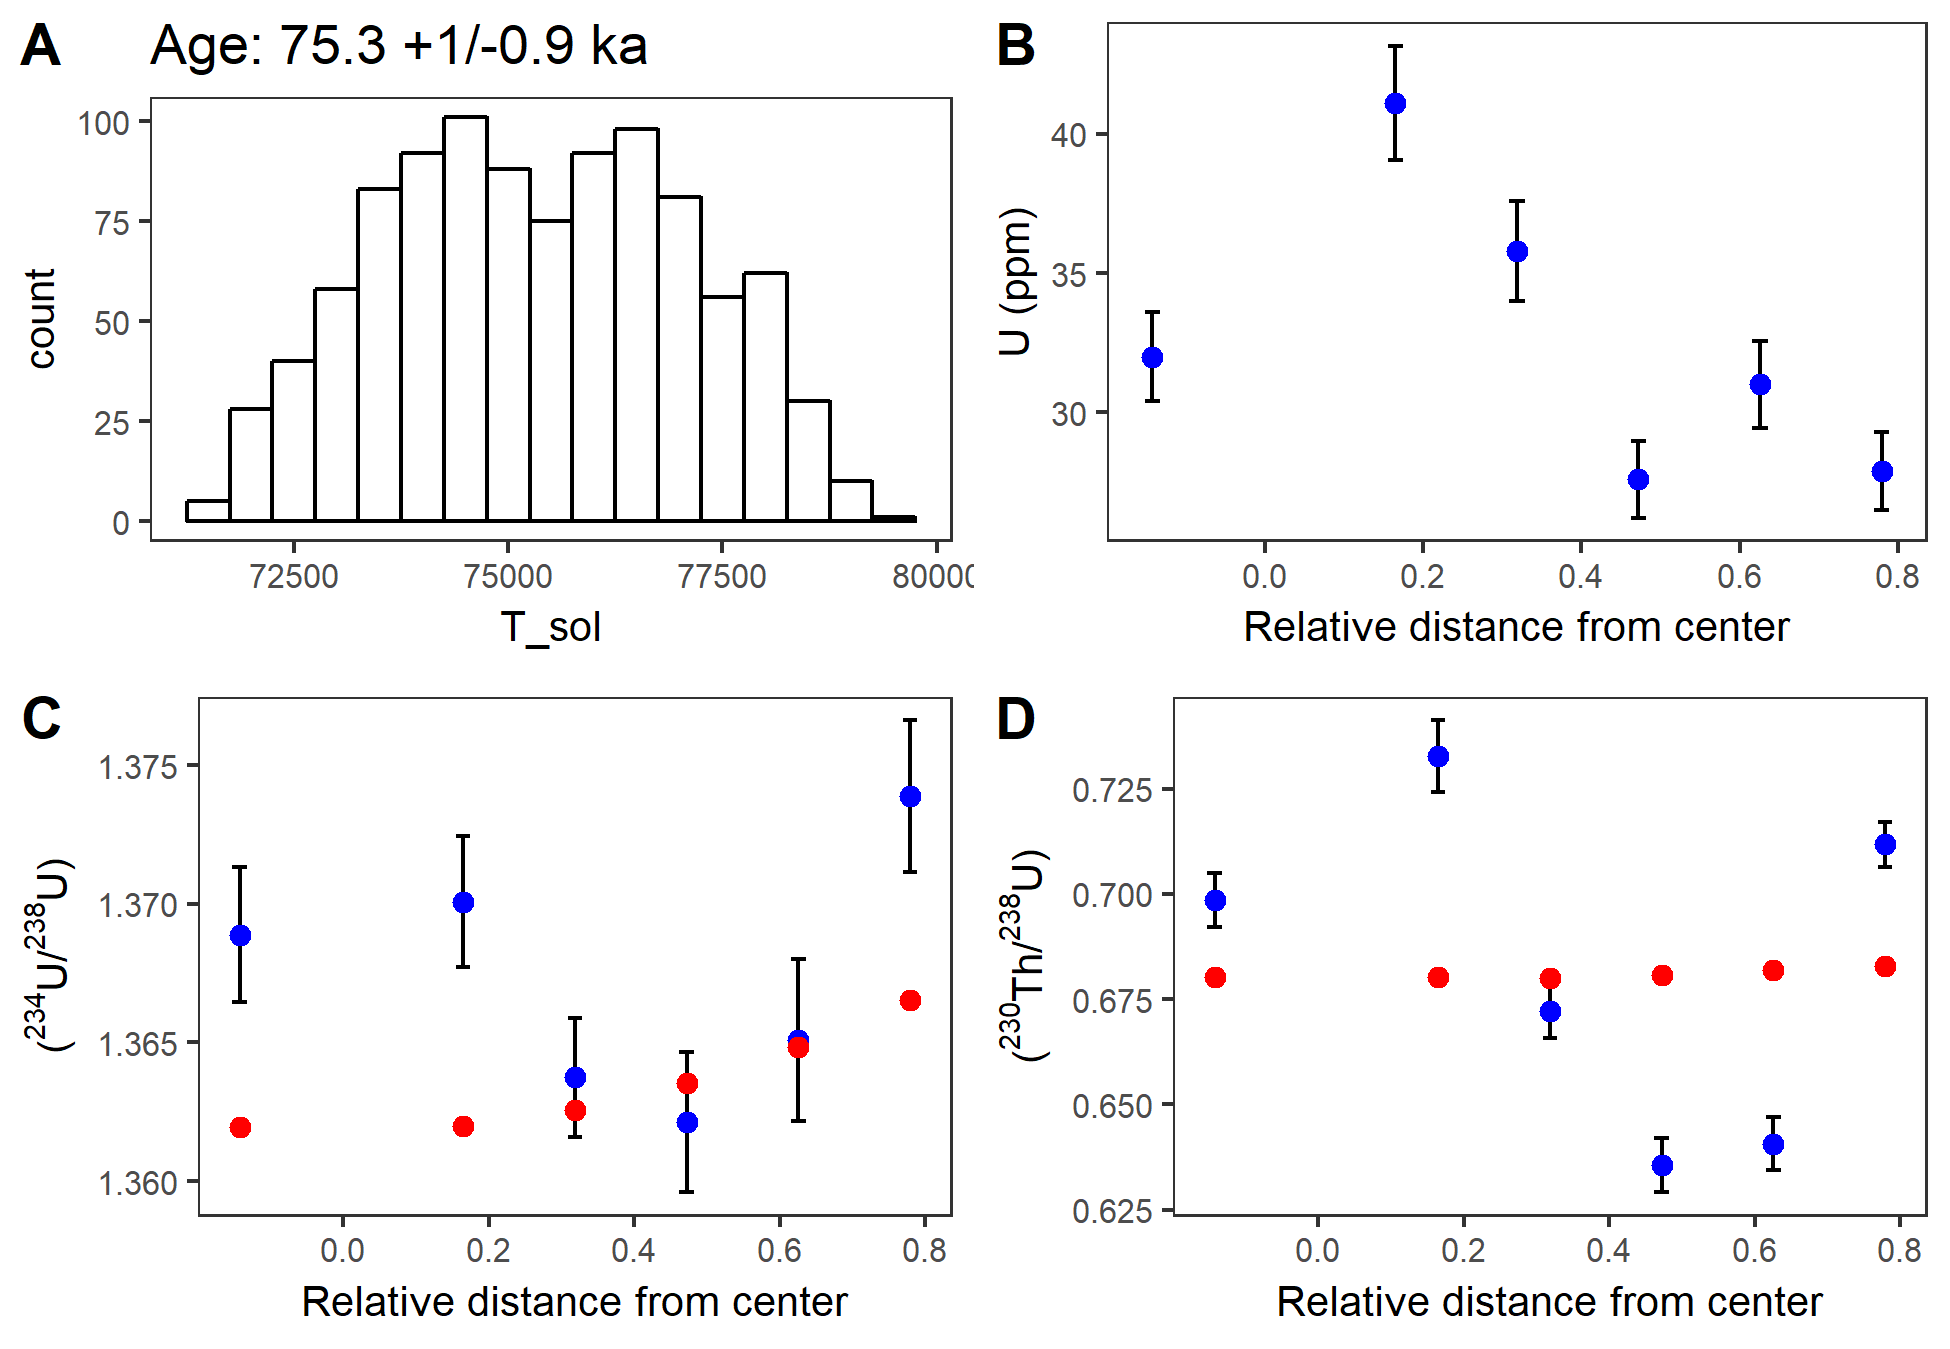 A
Age: 75.3 +1/-0.9 ka
100
75
50
25
0
count
72500
75000
77500
80000
T_sol
B
40
35
30
U (ppm)
0.0
0.2
0.4
0.6
0.8
Relative distance from center
C
1.375
1.370
1.365
1.360
(²³⁴U/²³⁸U)
0.0
0.2
0.4
0.6
0.8
Relative distance from center
D
0.725
0.700
0.675
0.650
0.625
(²³⁰Th/²³⁸U)
0.0
0.2
0.4
0.6
0.8
Relative distance from center